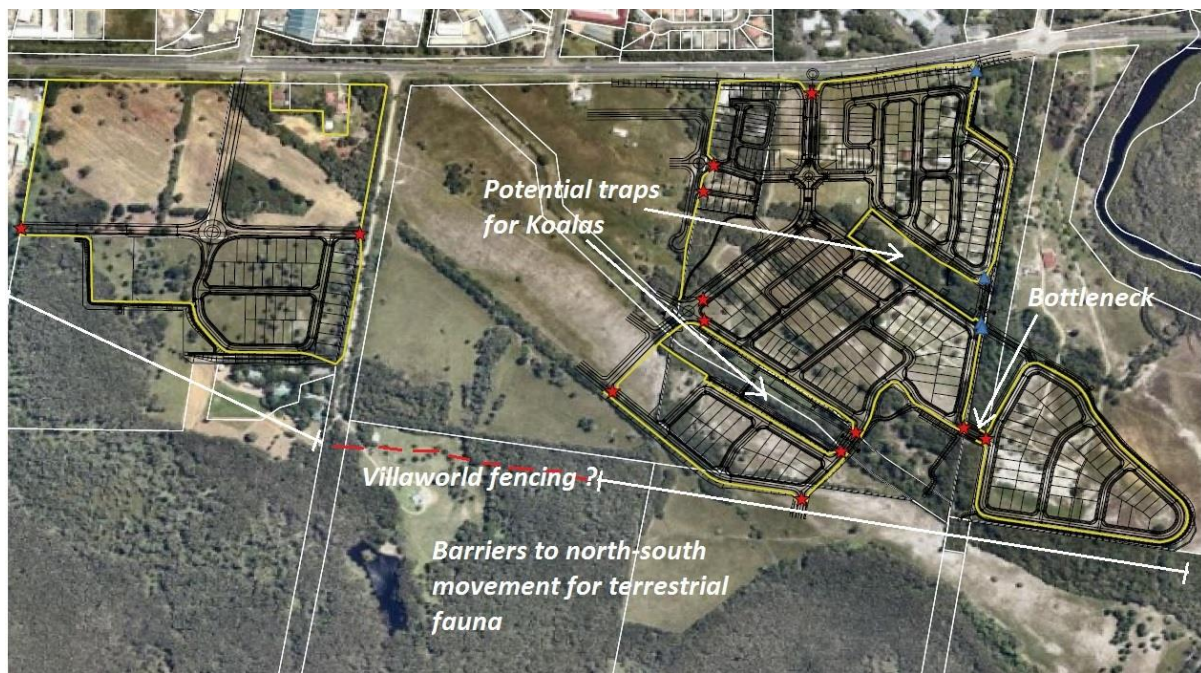 Potential traps
for Koalas
Bottleneck
Villaworld fencing ?
Barriers to north-south
movement for terrestrial
fauna